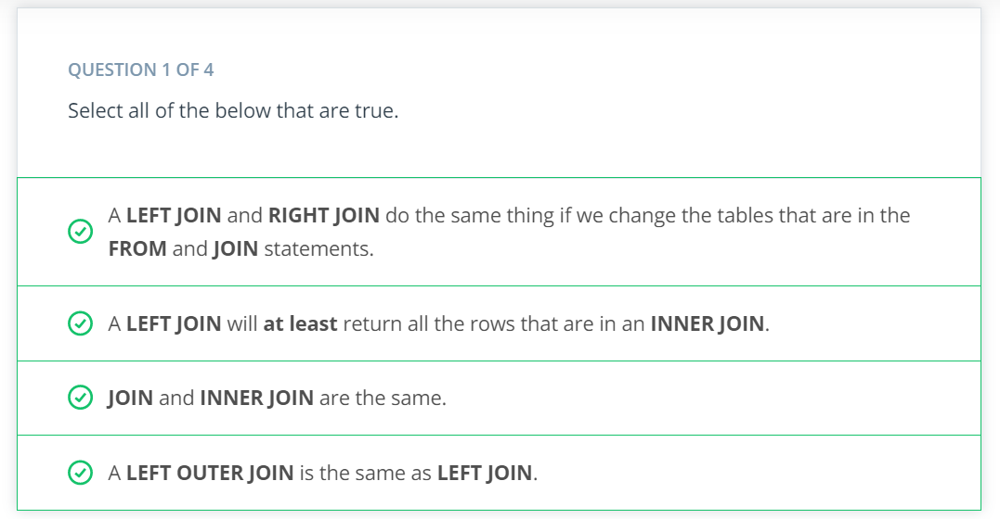 QUESTION 1 OF 4
Select all of the below that are true.
A LEFT JOIN and RIGHT JOIN do the same thing if we change the tables that are in the
FROM and JOIN statements.
A LEFT JOIN will at least return all the rows that are in an INNER JOIN.
JOIN and INNER JOIN are the same.
A LEFT OUTER JOIN is the same as LEFT JOIN.